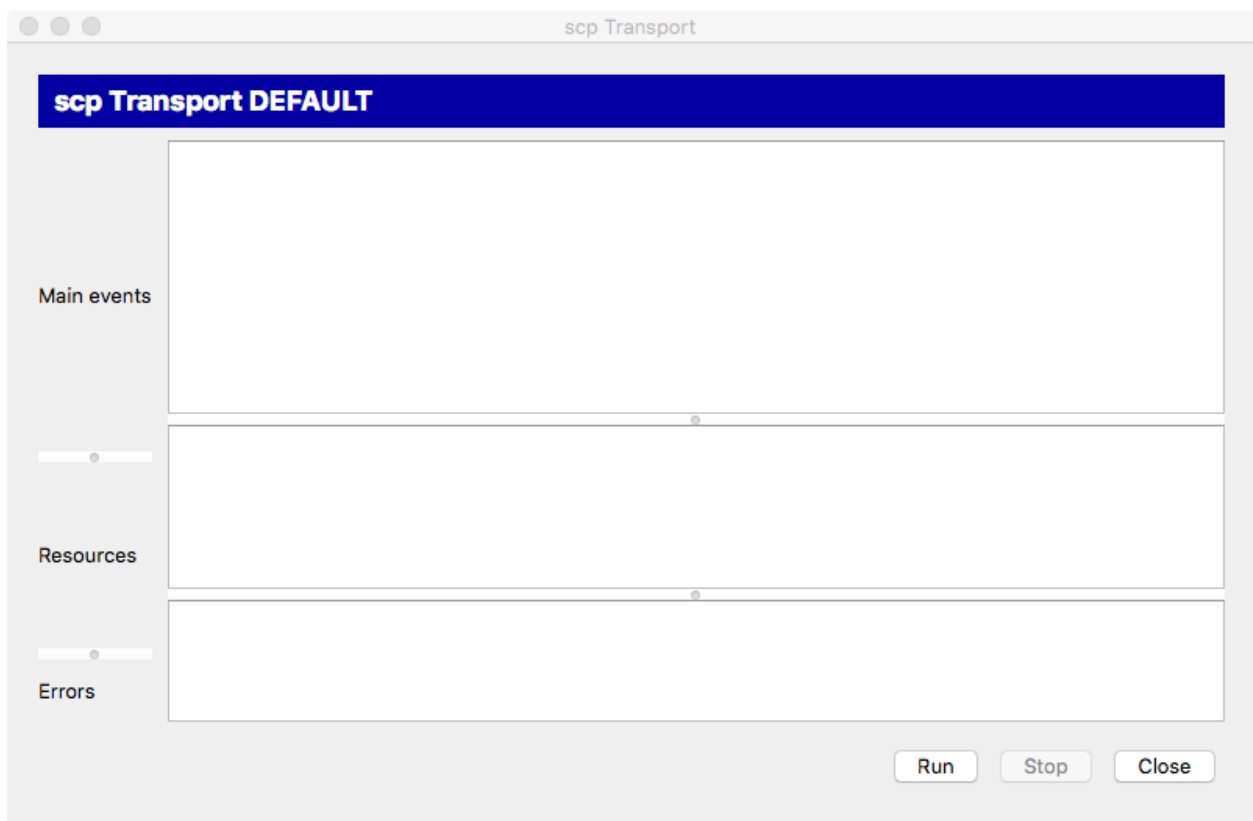 scp Transport
scp Transport DEFAULT
Main events
Resources
Errors
Run Stop Close